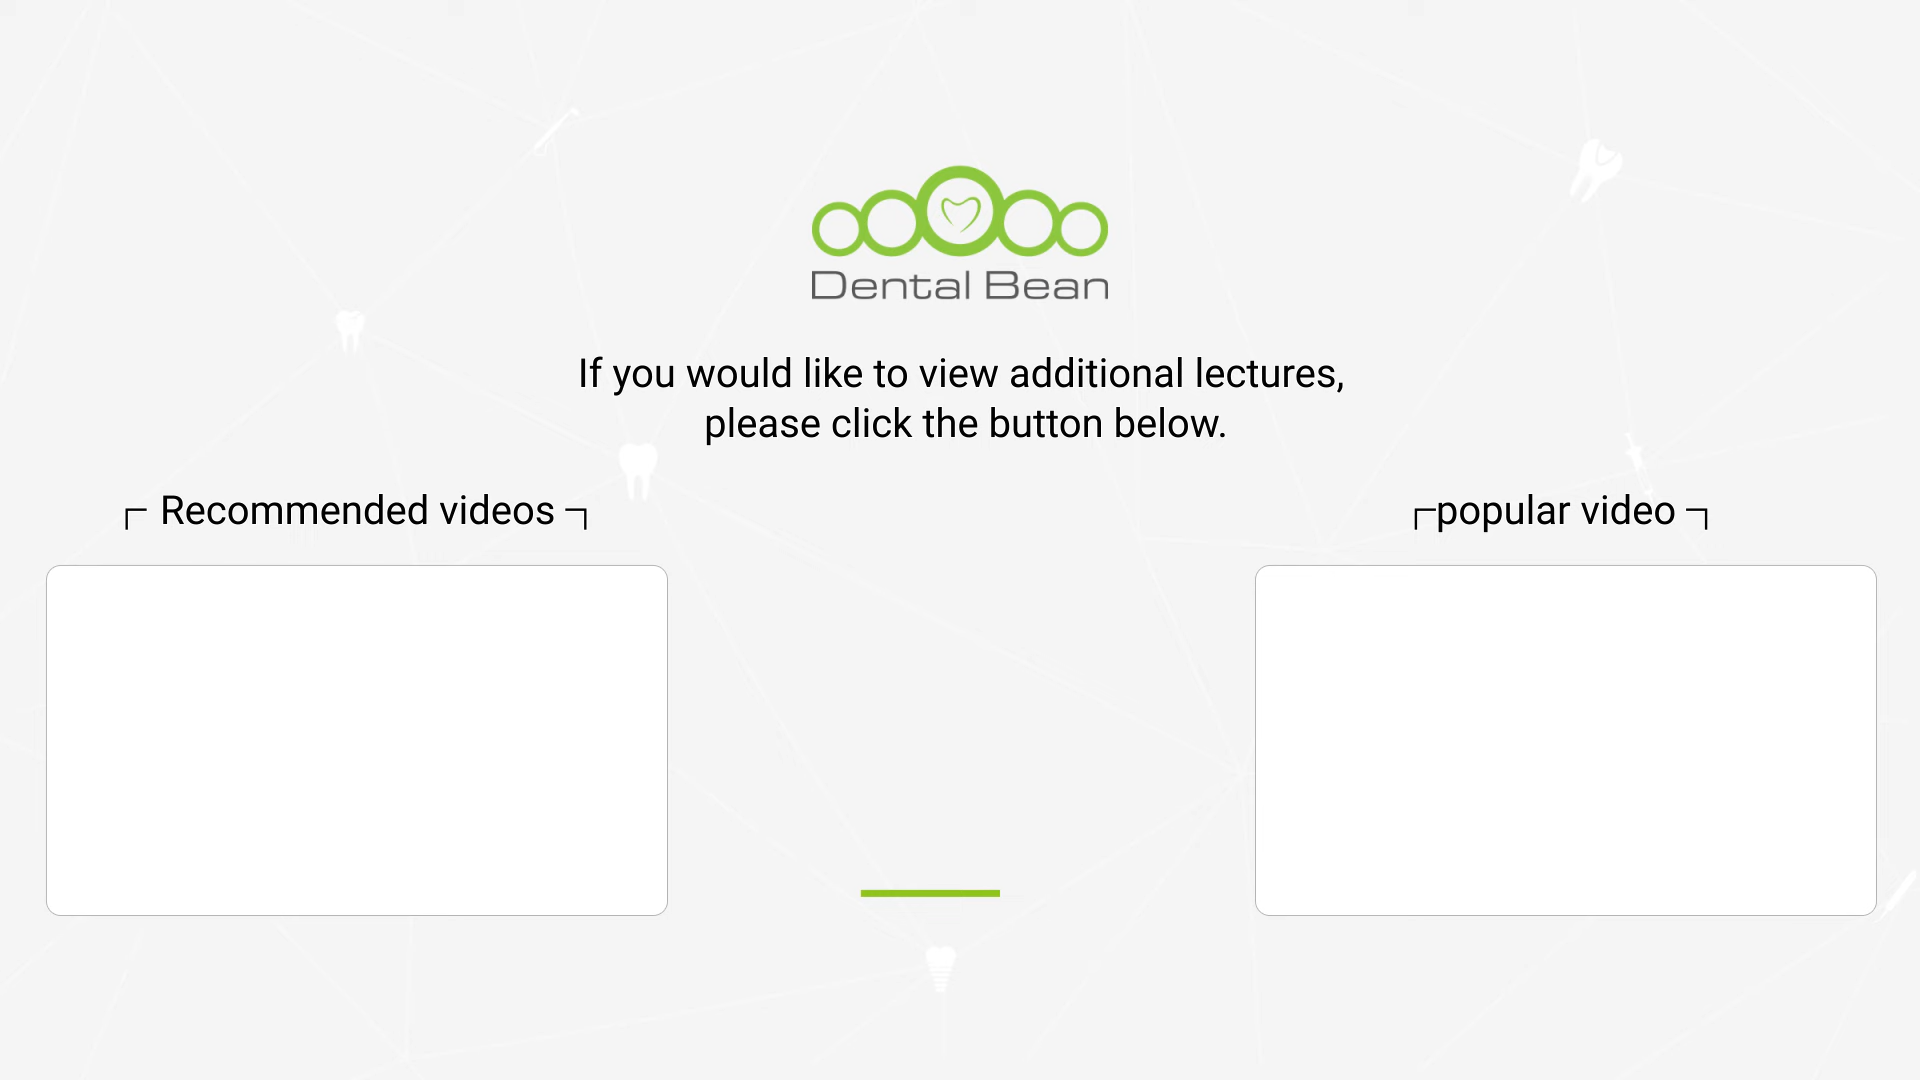 Dental Bean
If you would like to view additional lectures,
please click the button below.
「 Recommended videos 」
「popular video 」